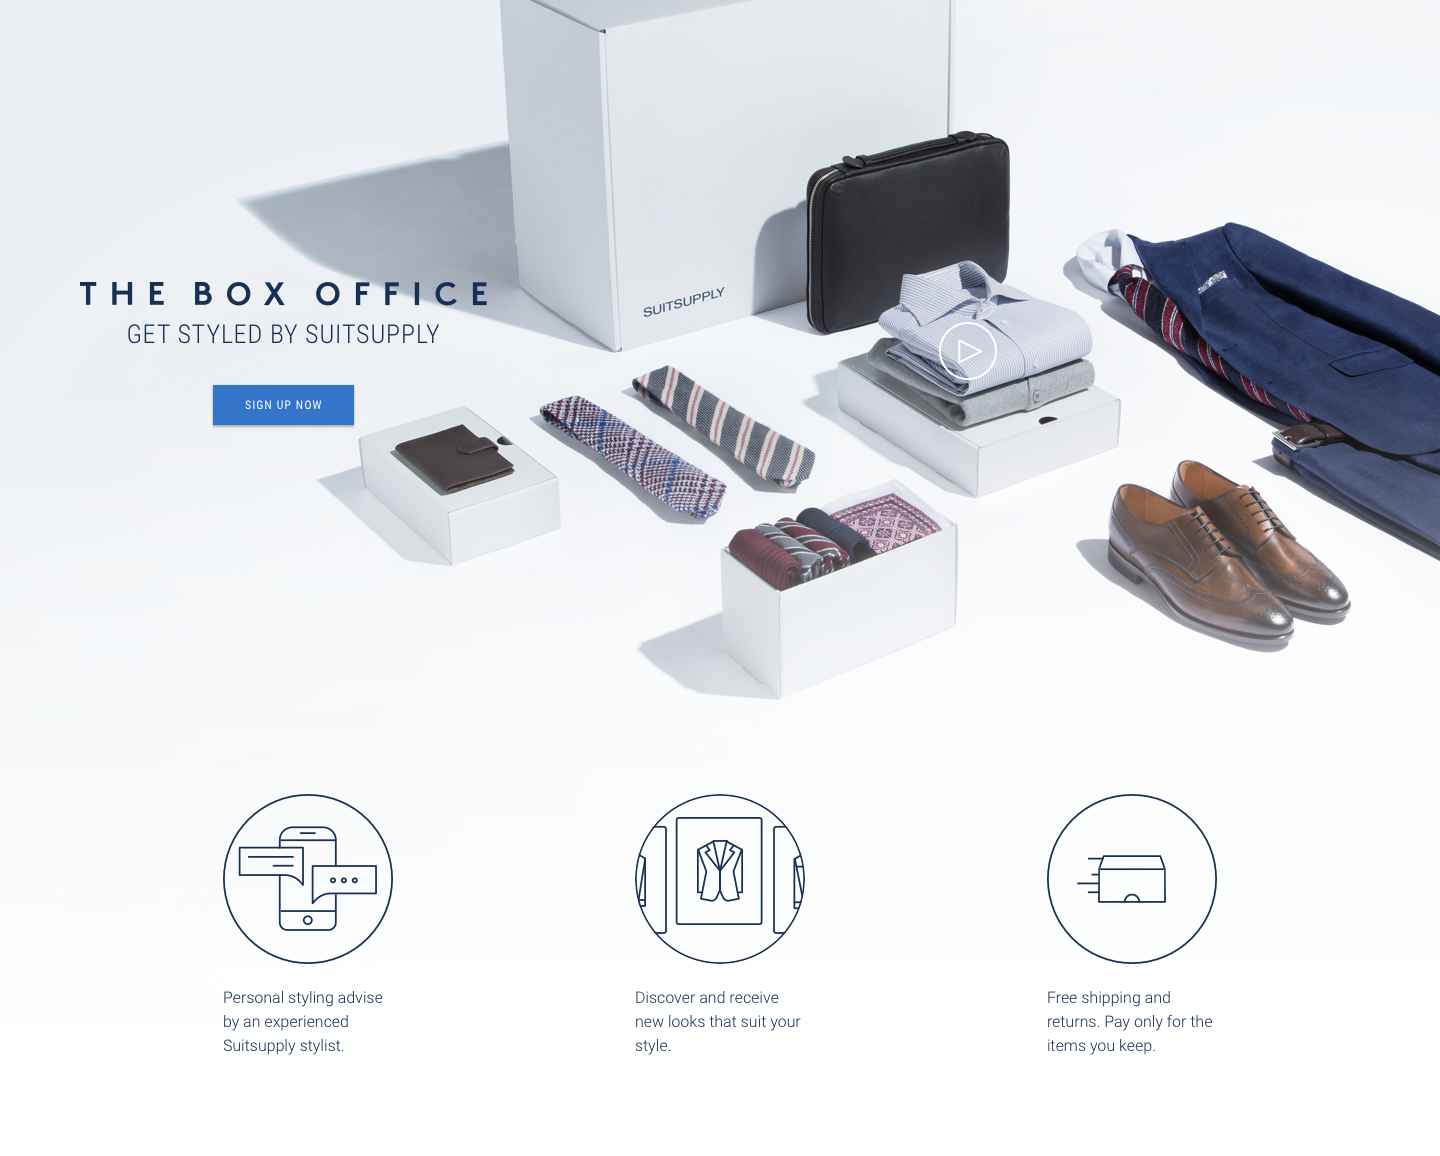 SUITSUPPLY
THE BOX OFFICE
GET STYLED BY SUITSUPPLY
SIGN UP NOW
Personal styling advise
by an experienced
Suitsupply stylist.
Discover and receive
new looks that suit your
style.
Free shipping and
returns. Pay only for the
items you keep.